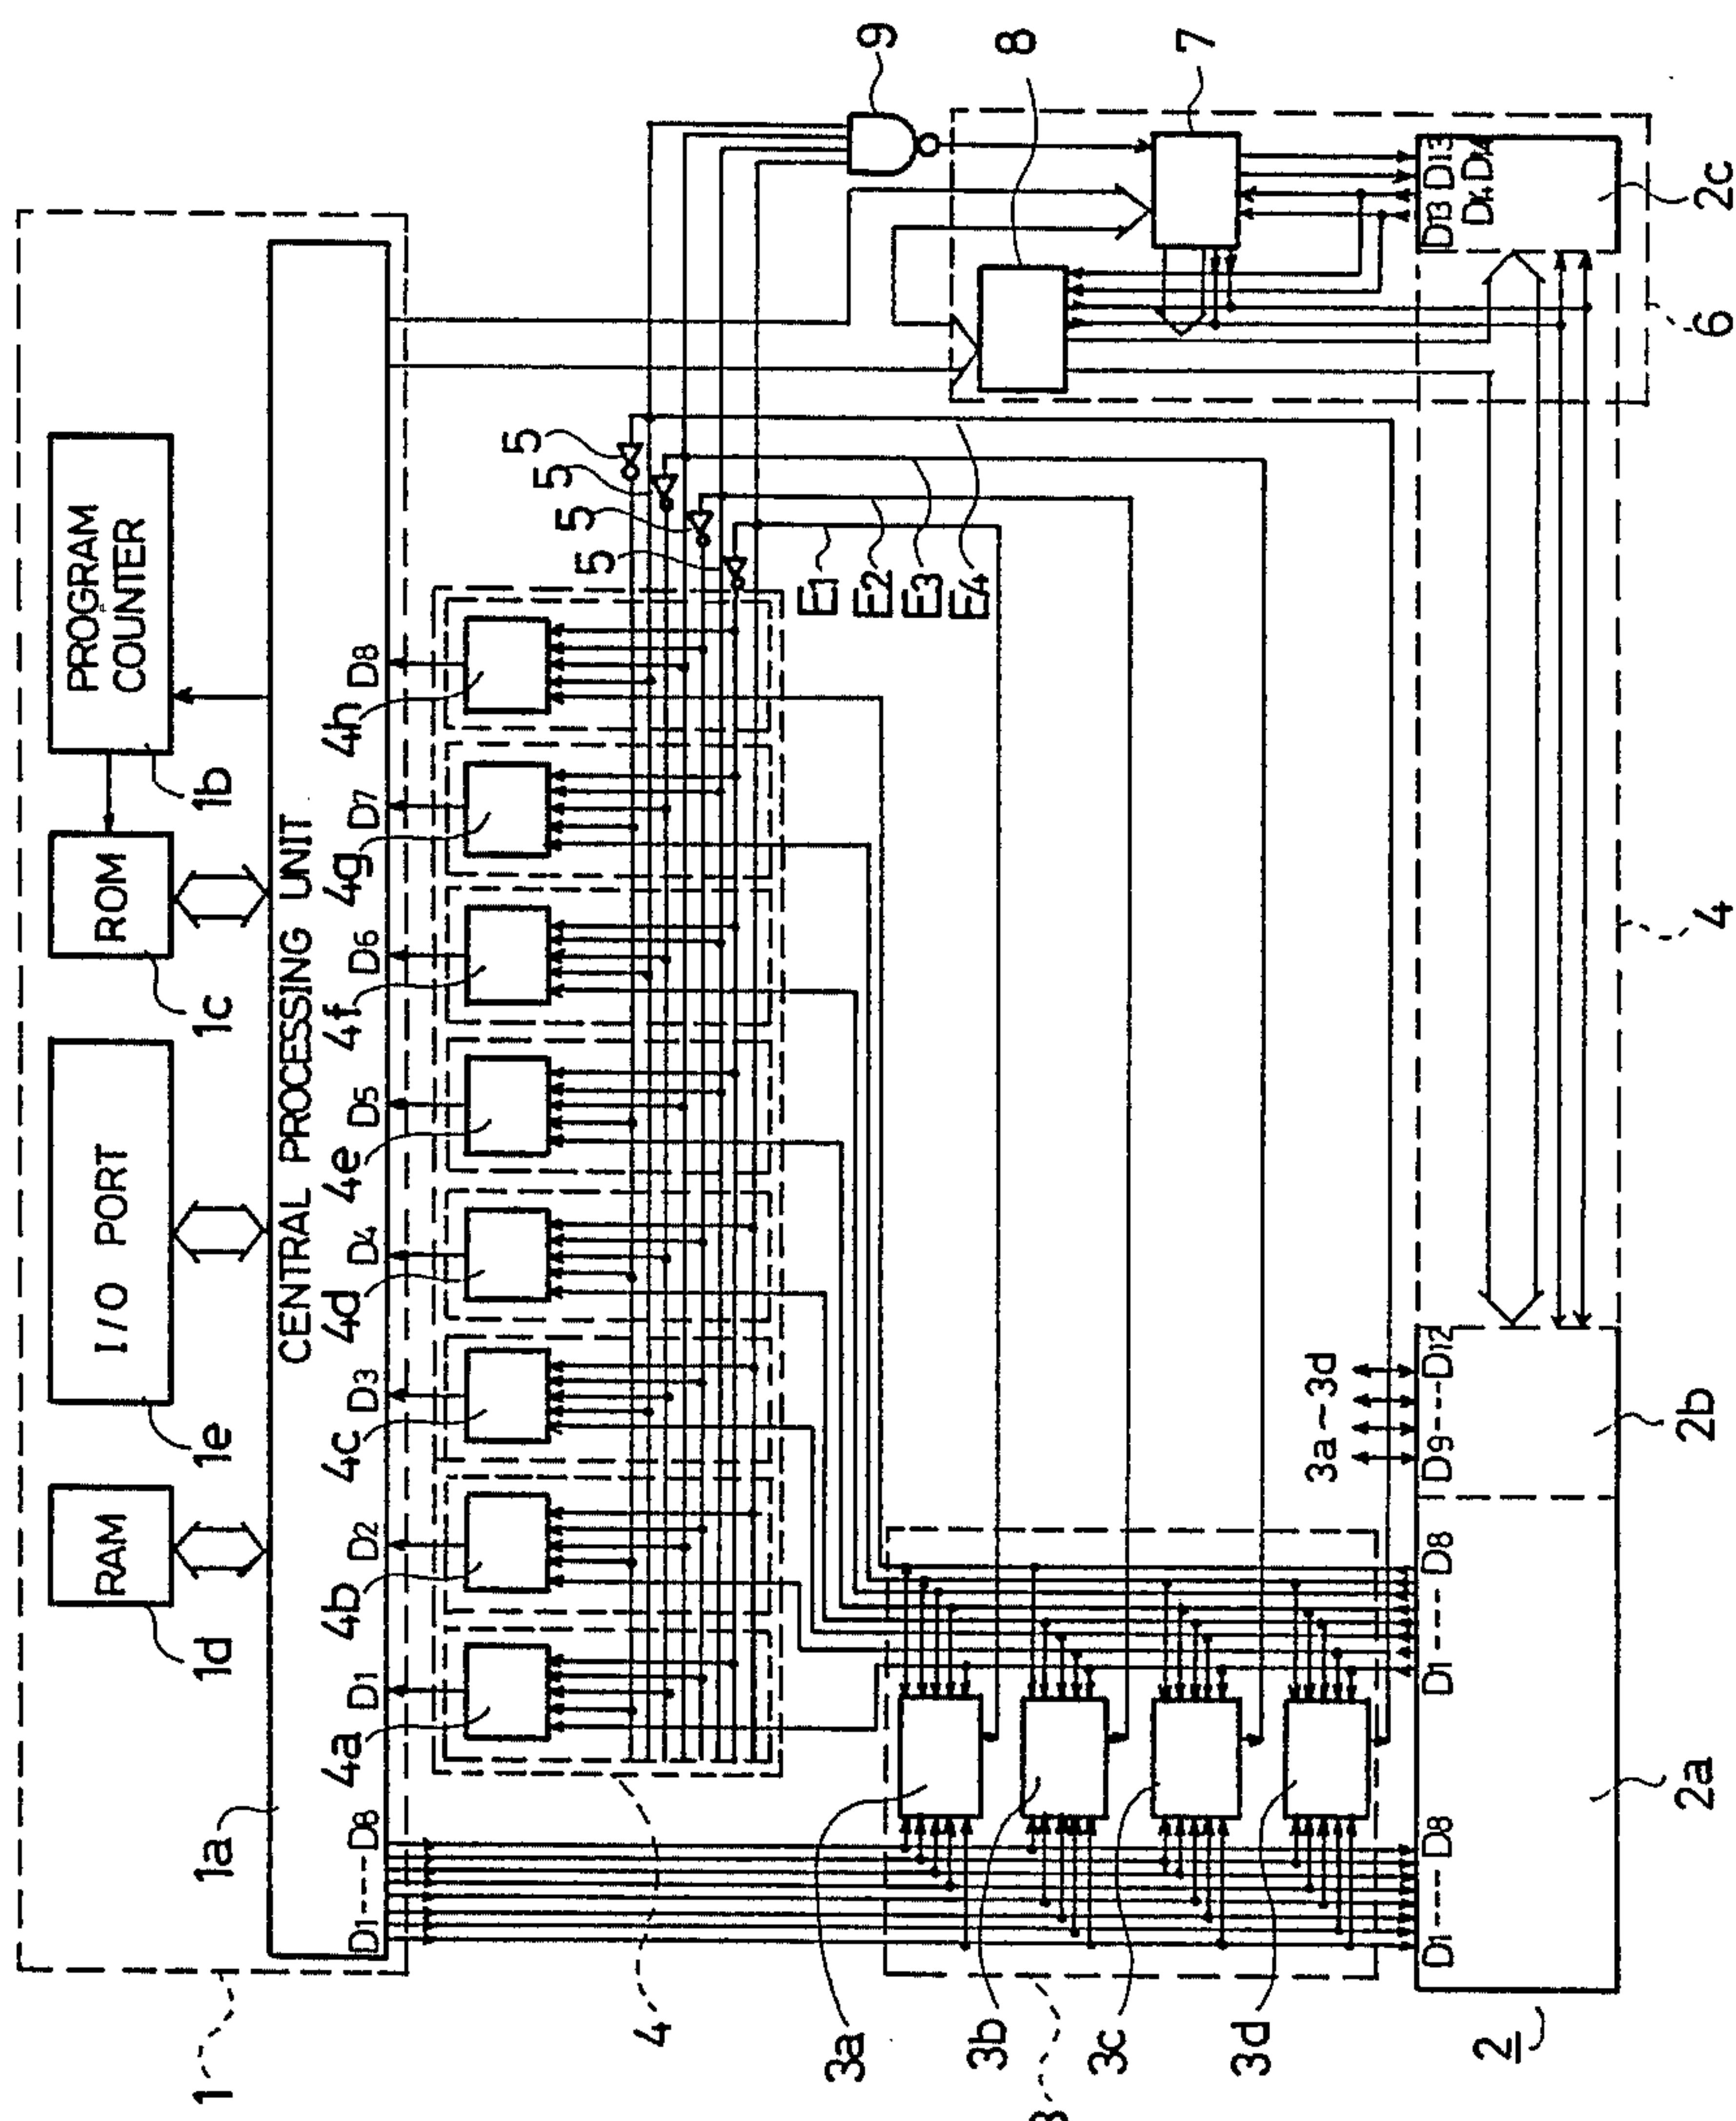 1
1a
RAM
1d
I/O PORT
1e
ROM
1c
PROGRAM
COUNTER
1b
CENTRAL PROCESSING UNIT
D1----D8
D1
D2
D3
D4
D5
D6
D7
D8
4a
4b
4c
4d
4e
4f
4g
4h
4
5
5
5
5
E1
E2
E3
E4
9
8
7
3
3a
3b
3c
3d
3a~3d
D1----D8
D1---D8
D9---D12
D13
D14
D13
D14
2
2a
2b
2c
4
6